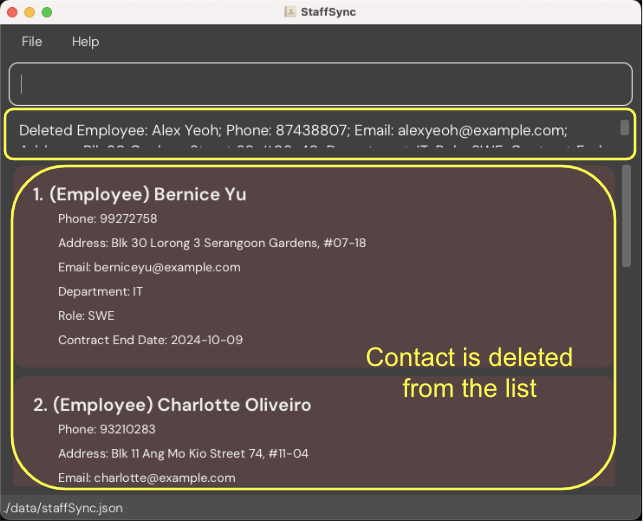 StaffSync
File Help
Deleted Employee: Alex Yeoh; Phone: 87438807; Email: alexyeoh@example.com;
1. (Employee) Bernice Yu
Phone: 99272758
Address: Blk 30 Lorong 3 Serangoon Gardens, #07-18
Email: berniceyu@example.com
Department: IT
Role: SWE
Contract End Date: 2024-10-09
Contact is deleted
from the list
2. (Employee) Charlotte Oliveiro
Phone: 93210283
Address: Blk 11 Ang Mo Kio Street 74, #11-04
Email: charlotte@example.com
./data/staffSync.json